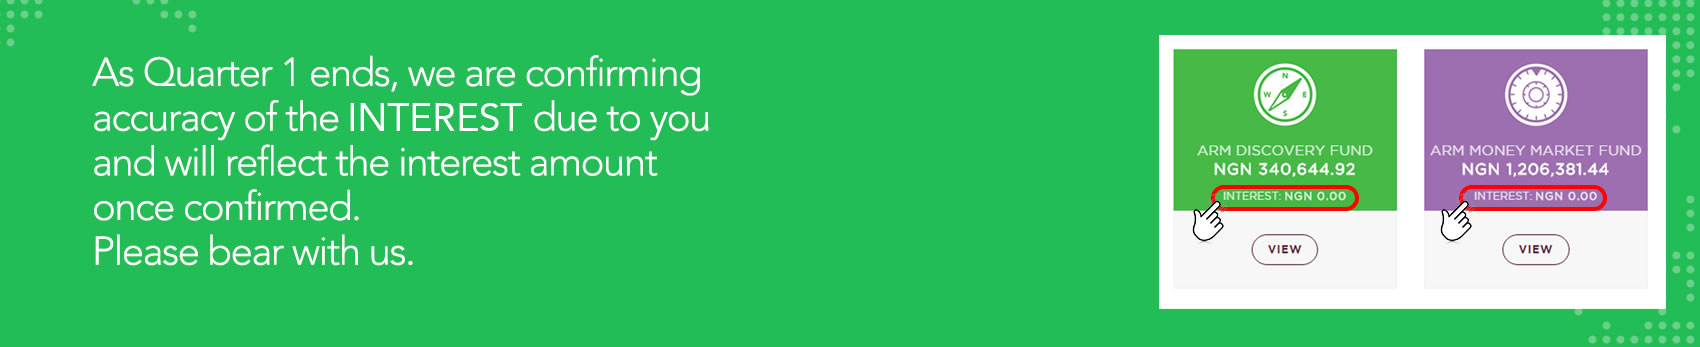 As Quarter 1 ends, we are confirming
accuracy of the INTEREST due to you
and will reflect the interest amount
once confirmed.
Please bear with us.
N
W E
S
ARM DISCOVERY FUND
NGN 340,644.92
INTEREST: NGN 0.00
VIEW
ARM MONEY MARKET FUND
NGN 1,206,381.44
INTEREST: NGN 0.00
VIEW